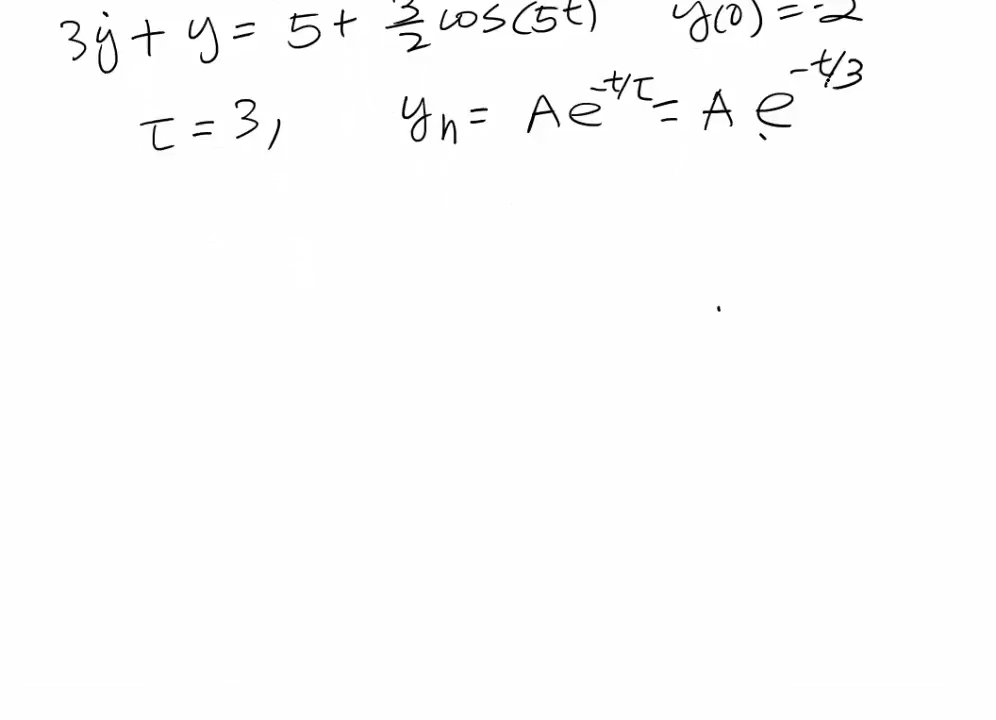 3ẏ + y = 5 + 3/2 cos(5t) y(0) = -2
τ = 3, y_h = Ae^{-t/τ} = A e^{-t/3}